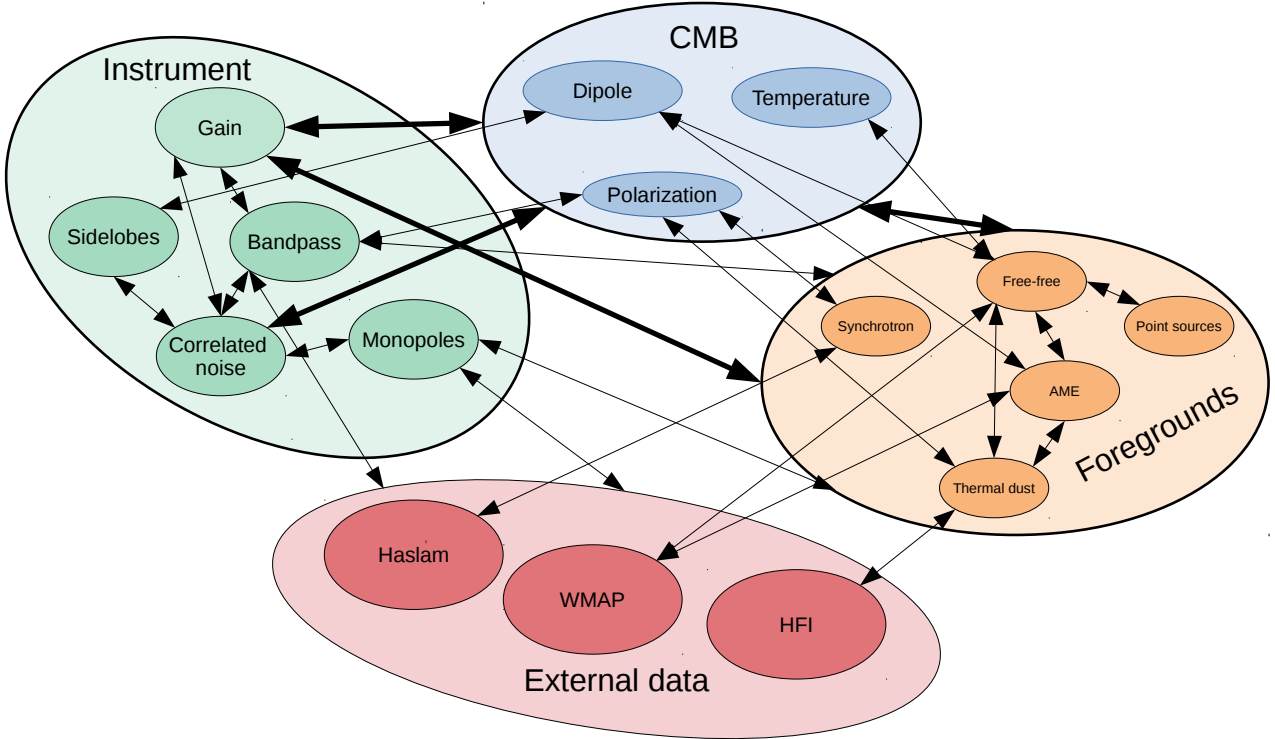 CMB
Instrument
Dipole
Temperature
Gain
Polarization
Sidelobes
Bandpass
Free-free
Synchrotron
Point sources
Correlated
noise
Monopoles
AME
Foregrounds
Thermal dust
Haslam
WMAP
HFI
External data